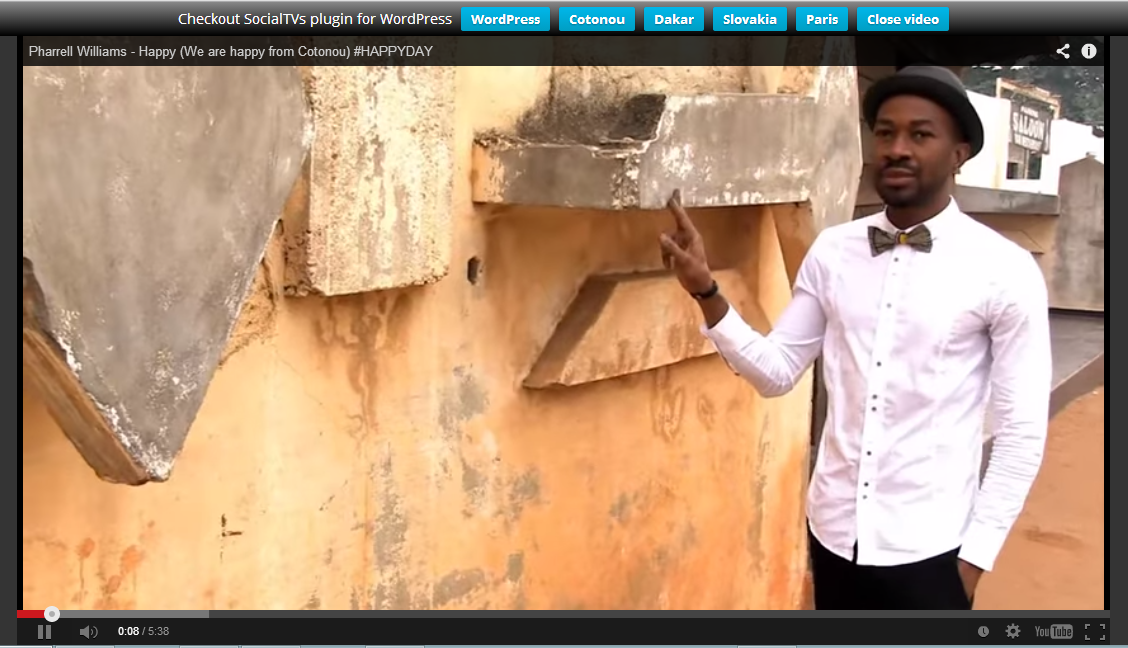 Checkout SocialTVs plugin for WordPress WordPress Cotonou Dakar Slovakia Paris Close video
Pharrell Williams - Happy (We are happy from Cotonou) #HAPPYDAY
SALOON
0:08 / 5:38
YouTube